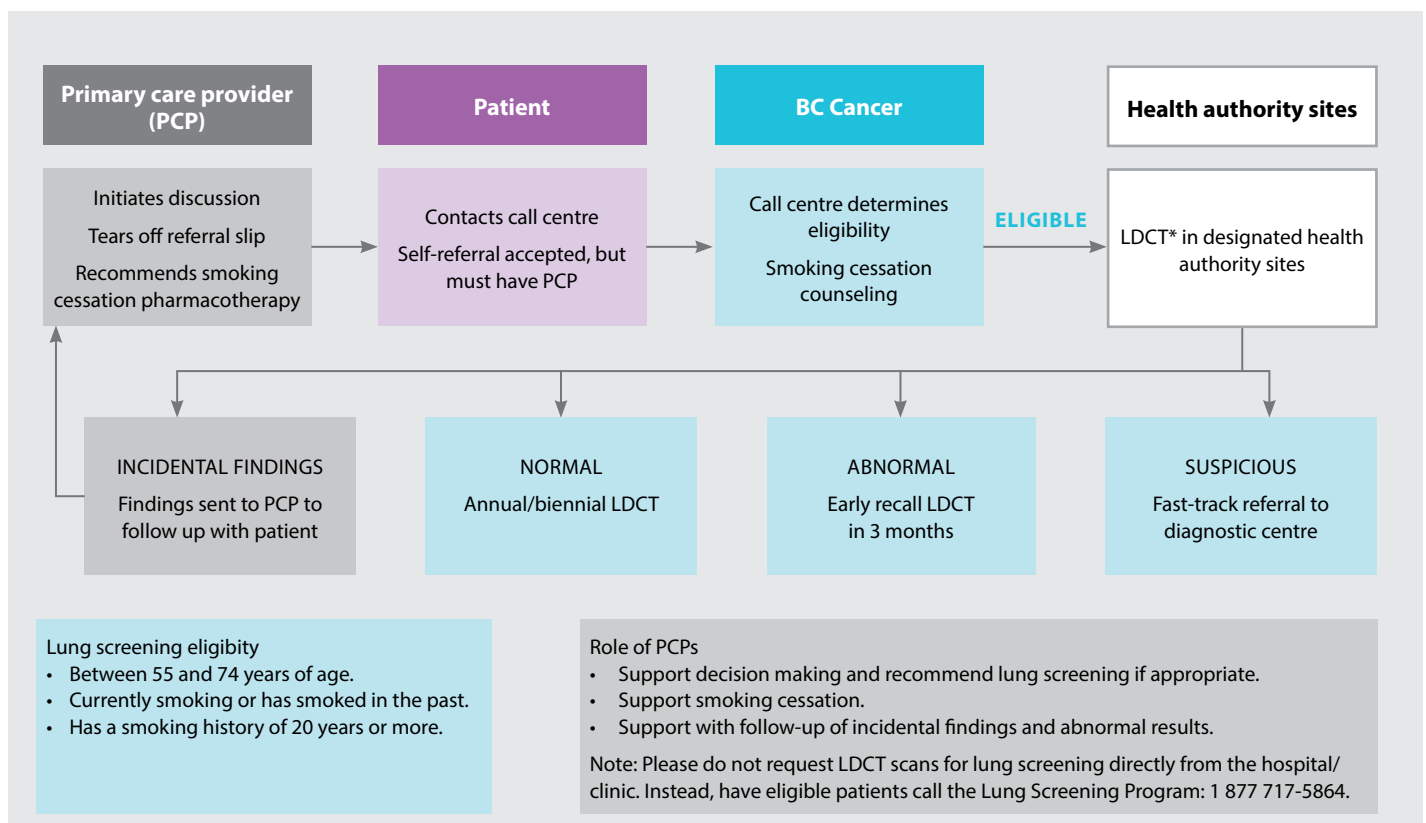 Primary care provider
(PCP)
Patient
BC Cancer
Health authority sites
Initiates discussion
Tears off referral slip
Recommends smoking
cessation pharmacotherapy
Contacts call centre
Self-referral accepted, but
must have PCP
Call centre determines
eligibility
Smoking cessation
counseling
ELIGIBLE
LDCT* in designated health
authority sites
INCIDENTAL FINDINGS
Findings sent to PCP to
follow up with patient
NORMAL
Annual/biennial LDCT
ABNORMAL
Early recall LDCT
in 3 months
SUSPICIOUS
Fast-track referral to
diagnostic centre
Lung screening eligibity
• Between 55 and 74 years of age.
• Currently smoking or has smoked in the past.
• Has a smoking history of 20 years or more.
Role of PCPs
• Support decision making and recommend lung screening if appropriate.
• Support smoking cessation.
• Support with follow-up of incidental findings and abnormal results.
Note: Please do not request LDCT scans for lung screening directly from the hospital/
clinic. Instead, have eligible patients call the Lung Screening Program: 1 877 717-5864.